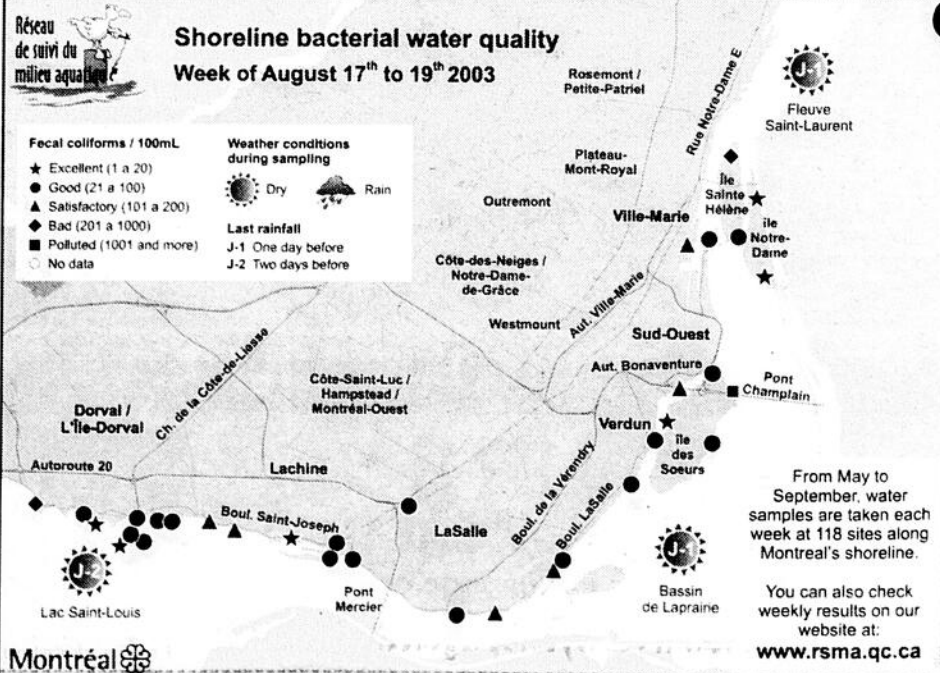 Réseau
de suivi du
milieu aquatique
Shoreline bacterial water quality
Week of August 17th to 19th 2003
Fecal coliforms / 100mL
Excellent (1 a 20)
Good (21 a 100)
Satisfactory (101 a 200)
Bad (201 a 1000)
Polluted (1001 and more)
No data
Weather conditions
during sampling
Dry
Rain
Last rainfall
J-1 One day before
J-2 Two days before
Rosemont /
Petite-Patriel
Rue Notre-Dame E
J-1
Fleuve
Saint-Laurent
Plateau-
Mont-Royal
Outremont
Ville-Marie
Île
Sainte
Hélène
île
Notre-
Dame
Côte-des-Neiges /
Notre-Dame-
de-Grâce
Aut. Ville-Marie
Westmount
Sud-Ouest
Aut. Bonaventure
Pont
Champlain
Ch. de la Côte-de-Liesse
Côte-Saint-Luc /
Hampstead /
Montréal-Ouest
Dorval /
L'Île-Dorval
Verdun
île
des
Soeurs
Autoroute 20
Lachine
Boul. de la Vérendry
Boul. LaSalle
Boul. Saint-Joseph
LaSalle
J-2
Lac Saint-Louis
Pont
Mercier
J-1
Bassin
de Lapraine
From May to
September, water
samples are taken each
week at 118 sites along
Montreal's shoreline.
You can also check
weekly results on our
website at:
www.rsma.qc.ca
Montréal